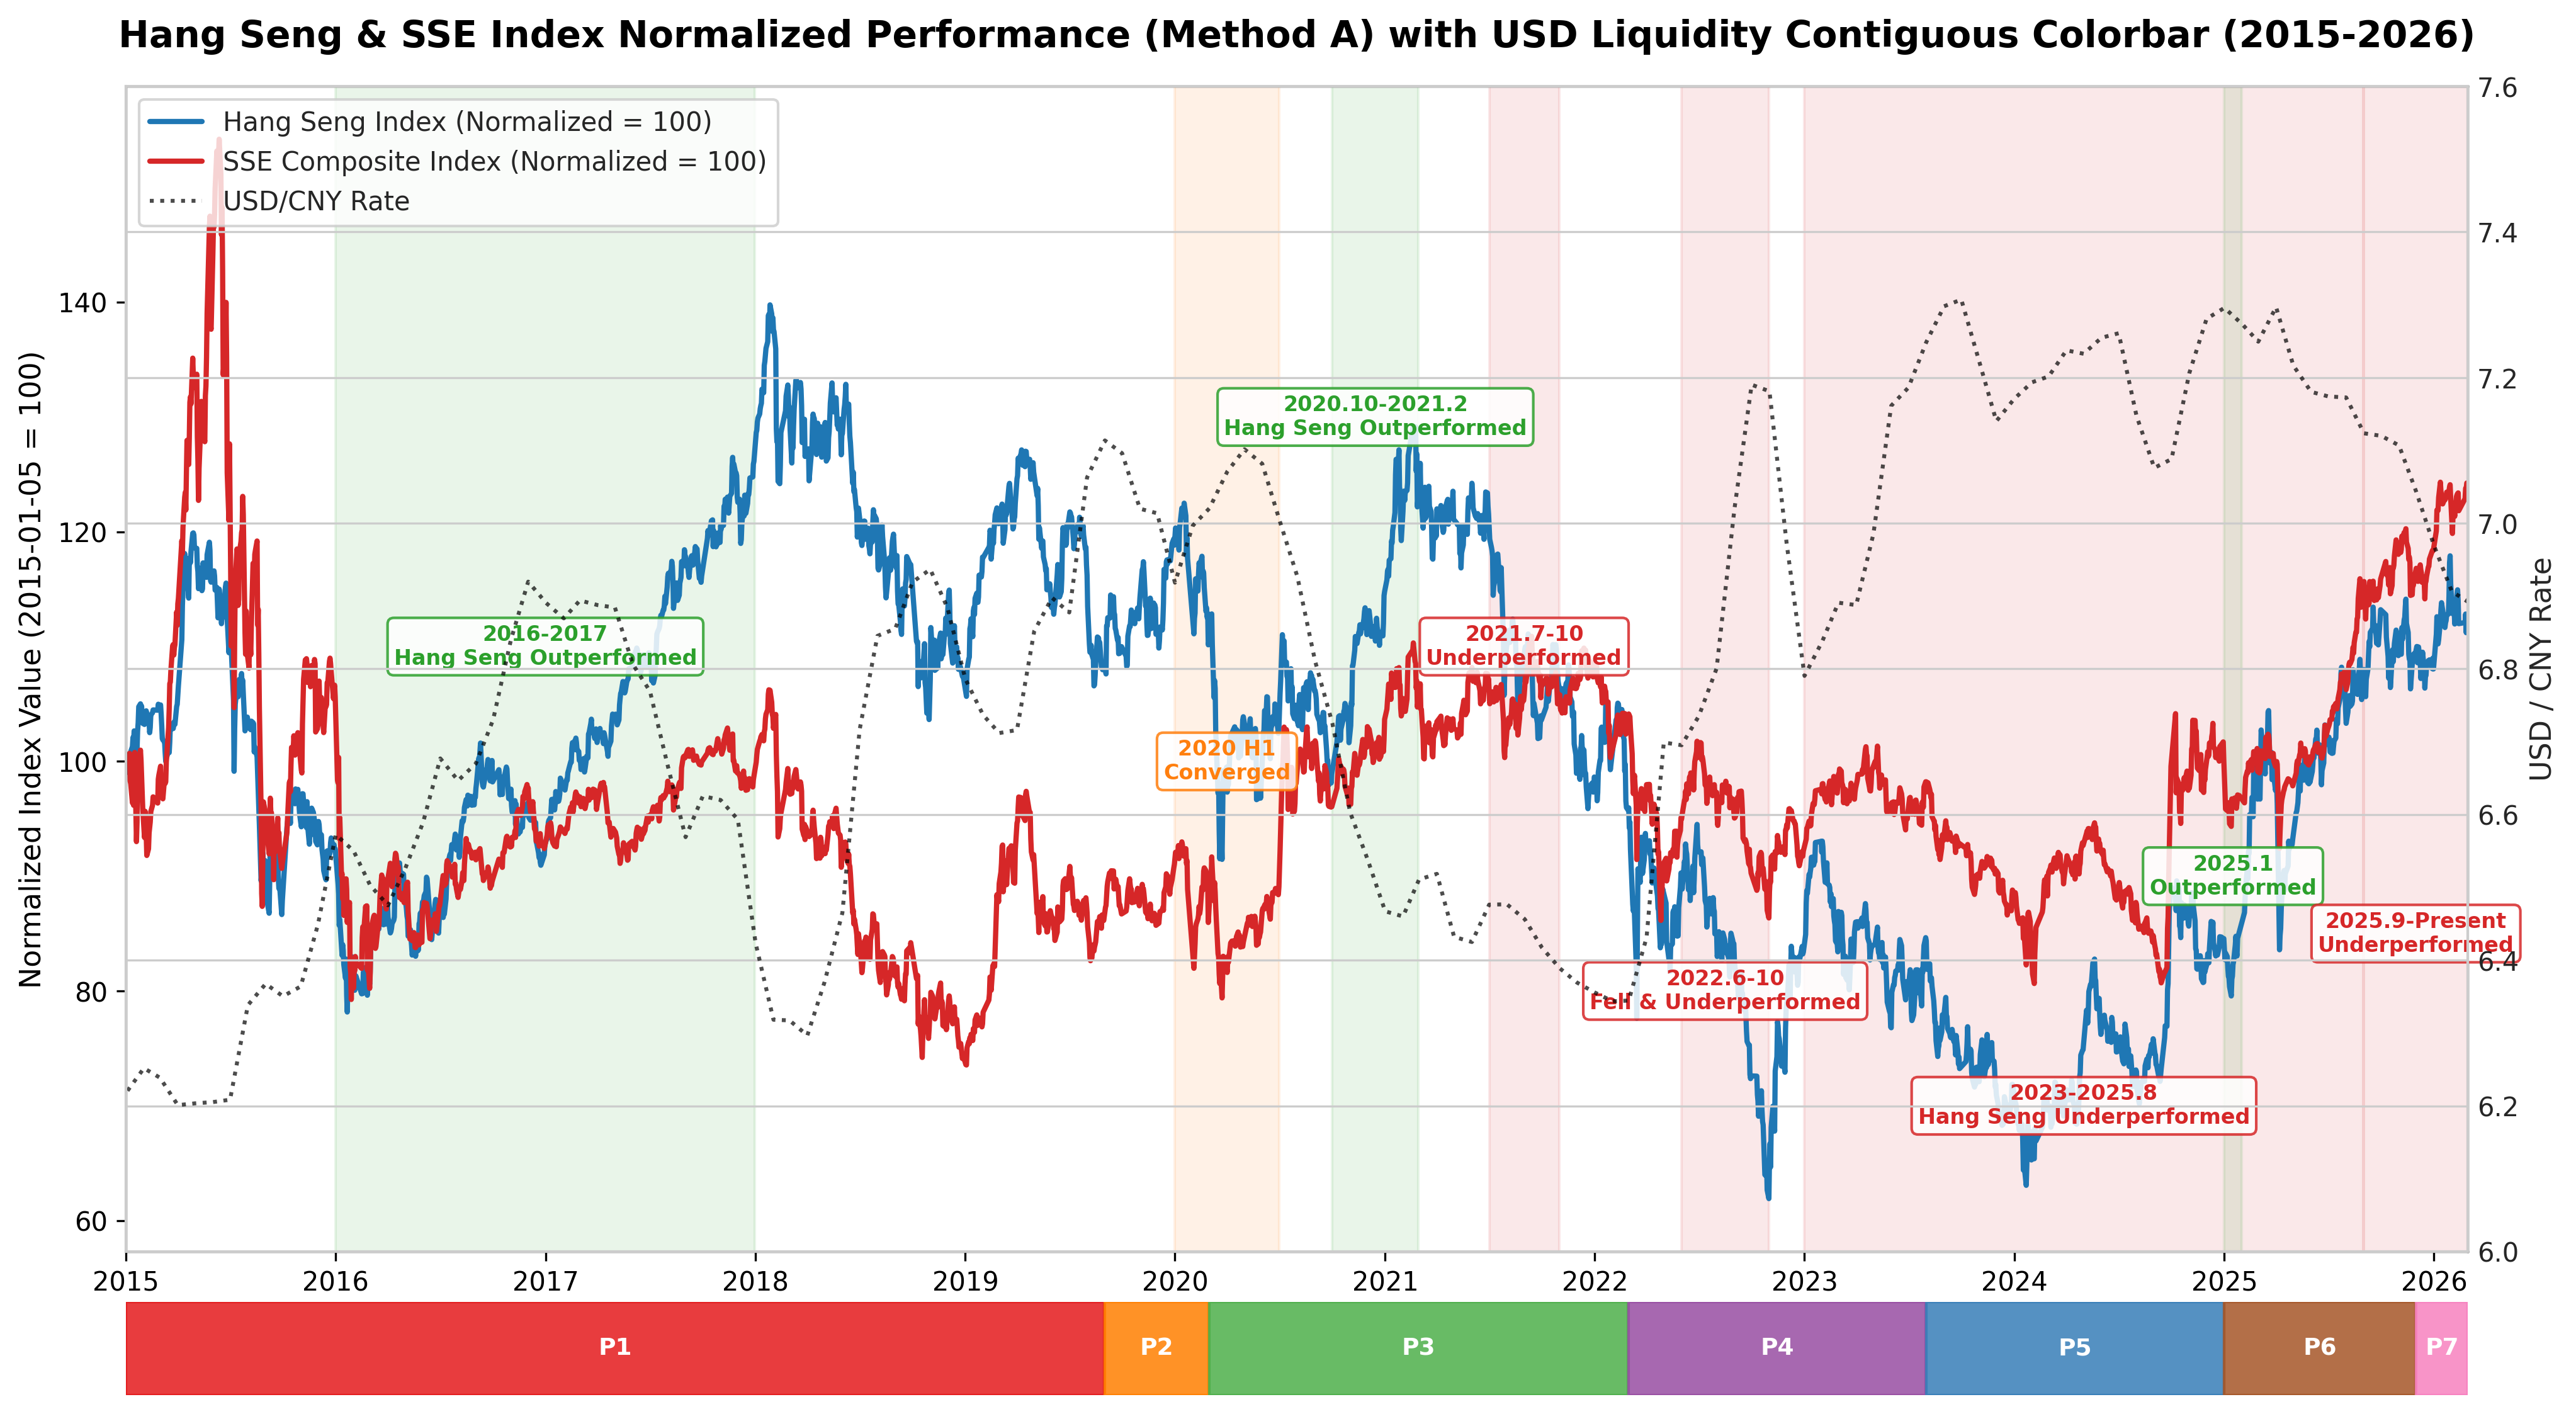 Hang Seng & SSE Index Normalized Performance (Method A) with USD Liquidity Contiguous Colorbar (2015-2026)
Hang Seng Index (Normalized = 100)
SSE Composite Index (Normalized = 100)
USD/CNY Rate
Normalized Index Value (2015-01-05 = 100)
140
120
100
80
60
7.6
7.4
7.2
7.0
6.8
6.6
6.4
6.2
6.0
USD / CNY Rate
2016-2017
Hang Seng Outperformed
2020 H1
Converged
2020.10-2021.2
Hang Seng Outperformed
2021.7-10
Underperformed
2022.6-10
Fell & Underperformed
2023-2025.8
Hang Seng Underperformed
2025.1
Outperformed
2025.9-Present
Underperformed
2015
2016
2017
2018
2019
2020
2021
2022
2023
2024
2025
2026
P1
P2
P3
P4
P5
P6
P7